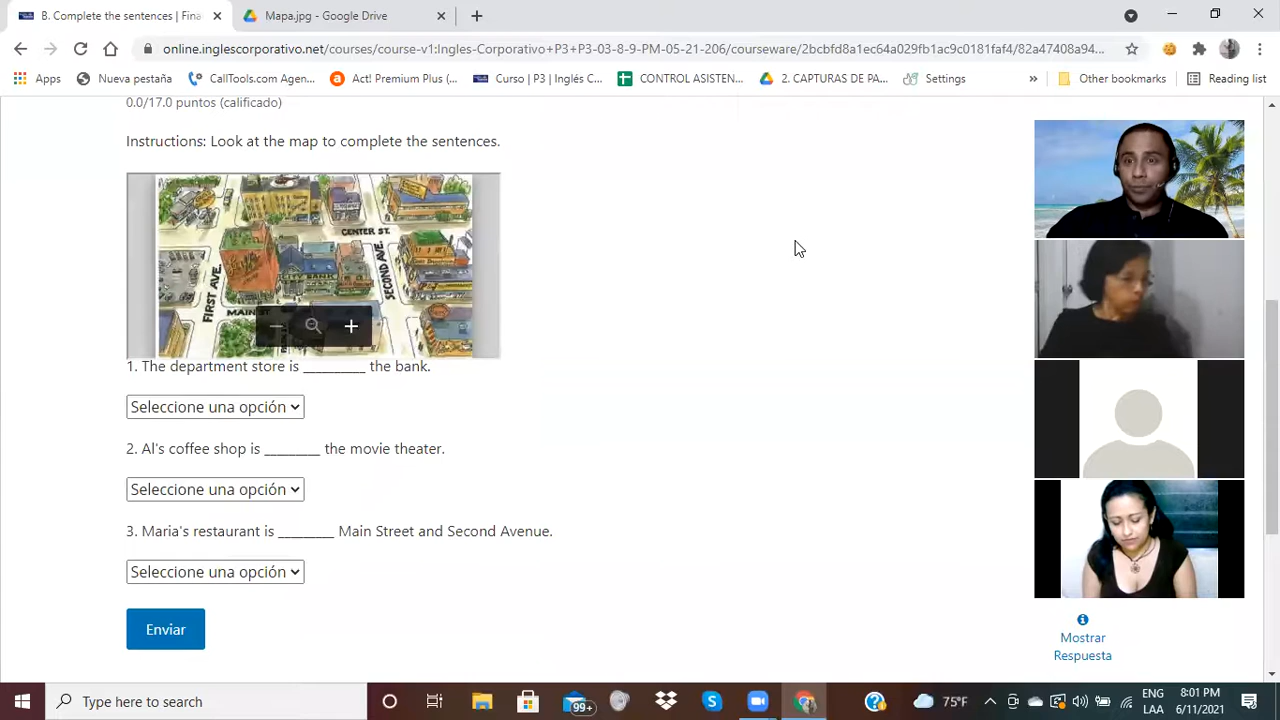 B. Complete the sentences | Fina
Mapa.jpg - Google Drive
online.inglescorporativo.net/courses/course-v1:Ingles-Corporativo+P3+P3-03-8-9-PM-05-21-206/courseware/2bcbfd8a1ec64a029fb1ac9c0181faf4/82a47408a94...
Apps
Nueva pestaña
CallTools.com Agen...
Act! Premium Plus (...
Curso | P3 | Inglés C...
CONTROL ASISTEN...
2. CAPTURAS DE PA...
Settings
»
Other bookmarks
Reading list
0.0/17.0 puntos (calificado)
Instructions: Look at the map to complete the sentences.
CENTER ST.
SECOND AVE.
CITY BANK
FIRST AVE.
MAIN ST
1. The department store is __________ the bank.
Seleccione una opción
2. Al's coffee shop is _________ the movie theater.
Seleccione una opción
3. Maria's restaurant is _________ Main Street and Second Avenue.
Seleccione una opción
Enviar
Mostrar
Respuesta
Type here to search
99+
75°F
ENG
LAA
8:01 PM
6/11/2021